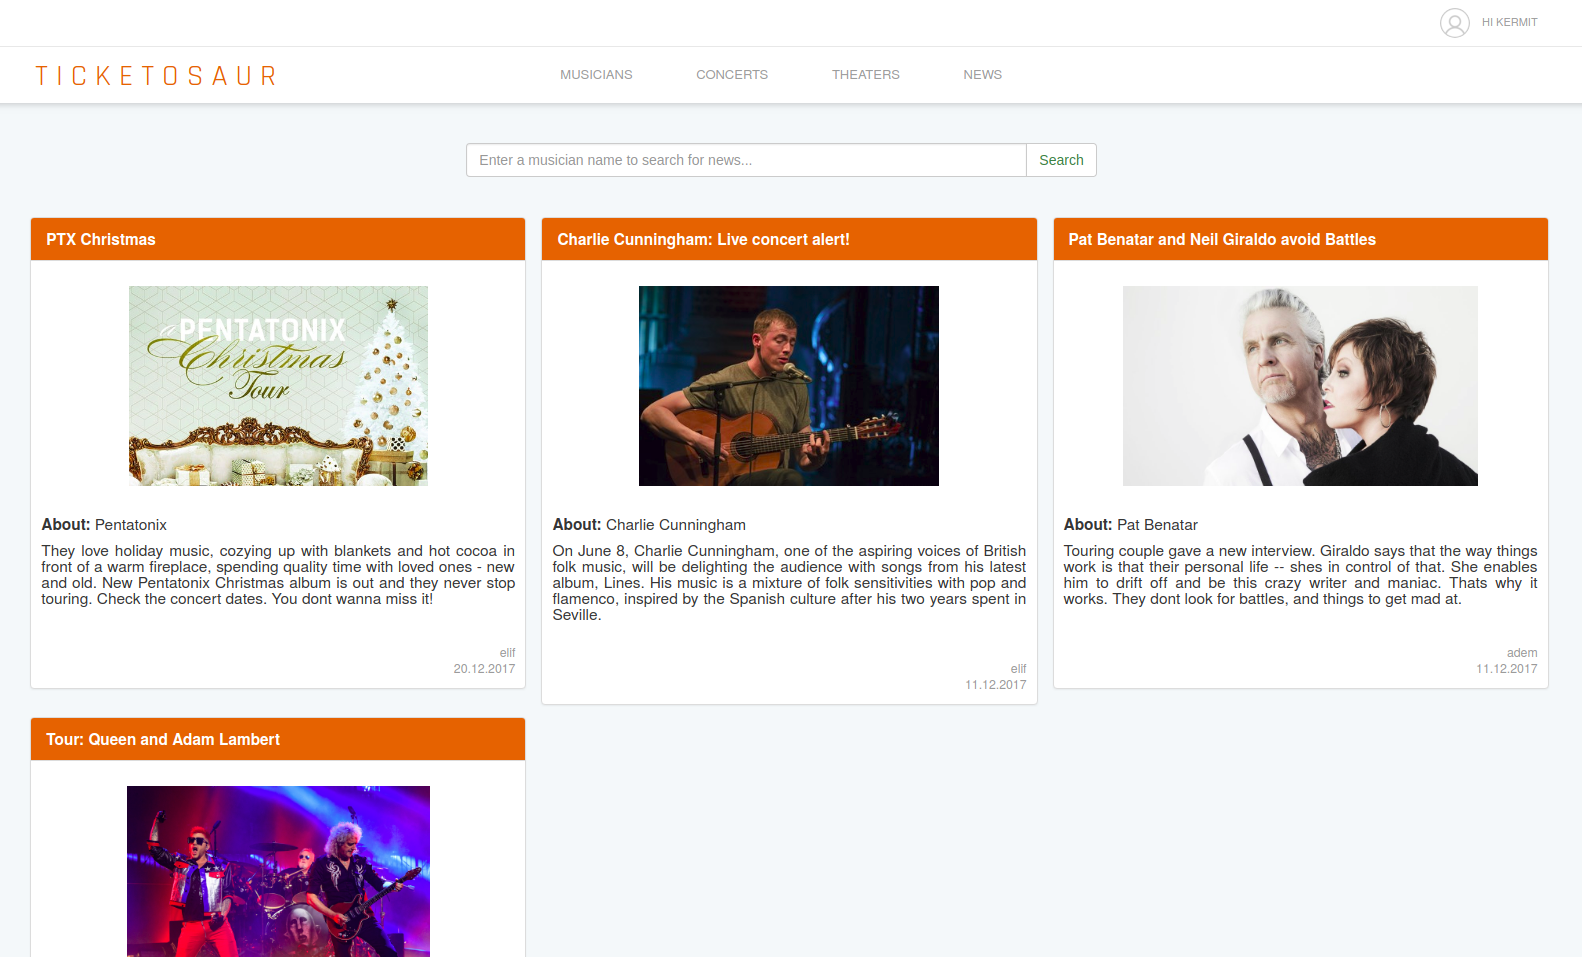 HI KERMIT
TICKETOSAUR
MUSICIANS
CONCERTS
THEATERS
NEWS
Enter a musician name to search for news...
Search
PTX Christmas
a PENTATONIX
Christmas
Tour
About: Pentatonix
They love holiday music, cozying up with blankets and hot cocoa in
front of a warm fireplace, spending quality time with loved ones - new
and old. New Pentatonix Christmas album is out and they never stop
touring. Check the concert dates. You dont wanna miss it!
elif
20.12.2017
Charlie Cunningham: Live concert alert!
About: Charlie Cunningham
On June 8, Charlie Cunningham, one of the aspiring voices of British
folk music, will be delighting the audience with songs from his latest
album, Lines. His music is a mixture of folk sensitivities with pop and
flamenco, inspired by the Spanish culture after his two years spent in
Seville.
elif
11.12.2017
Pat Benatar and Neil Giraldo avoid Battles
About: Pat Benatar
Touring couple gave a new interview. Giraldo says that the way things
work is that their personal life -- shes in control of that. She enables
him to drift off and be this crazy writer and maniac. Thats why it
works. They dont look for battles, and things to get mad at.
adem
11.12.2017
Tour: Queen and Adam Lambert